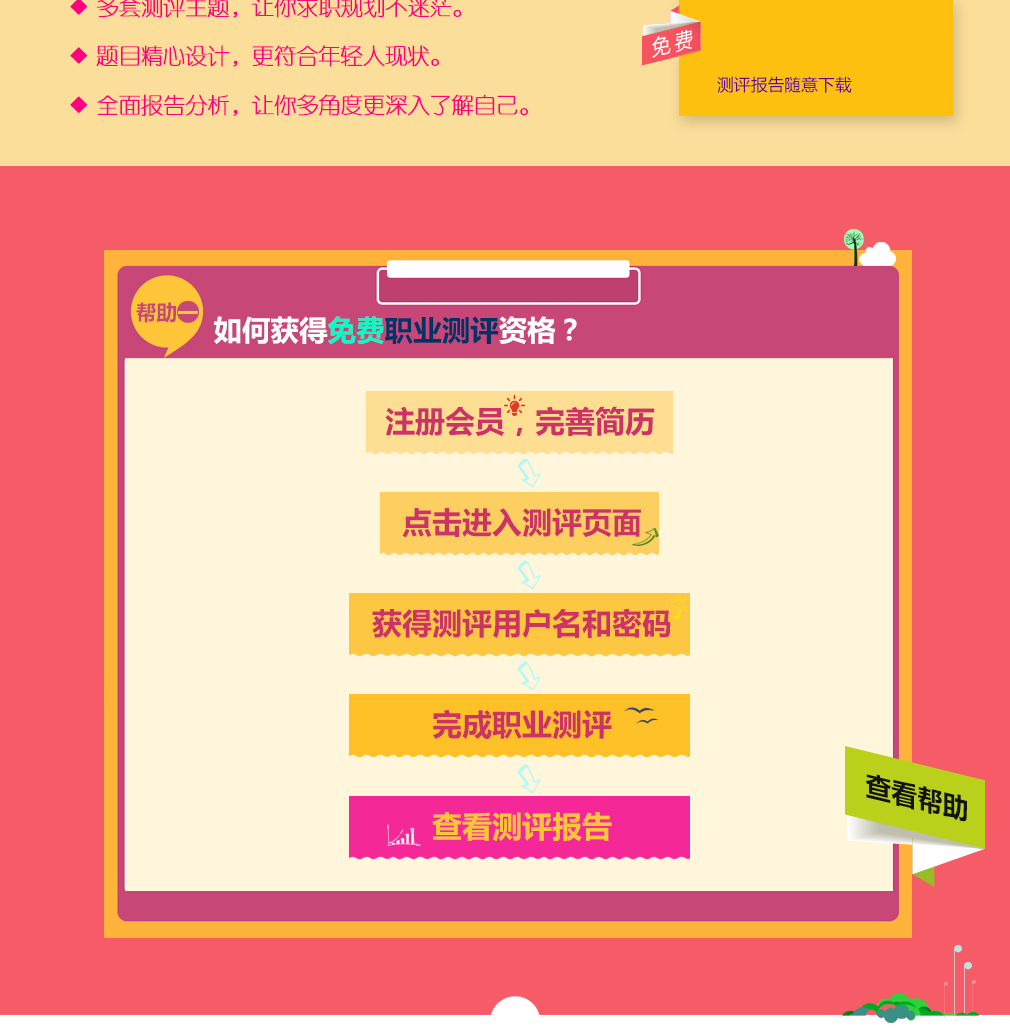 ◆ 多套测评主题，让你求职规划不迷茫。
◆ 题目精心设计，更符合年轻人现状。
◆ 全面报告分析，让你多角度更深入了解自己。
免费
测评报告随意下载
帮助一
如何获得免费职业测评资格？
注册会员，完善简历
点击进入测评页面
获得测评用户名和密码
完成职业测评
查看测评报告
查看帮助